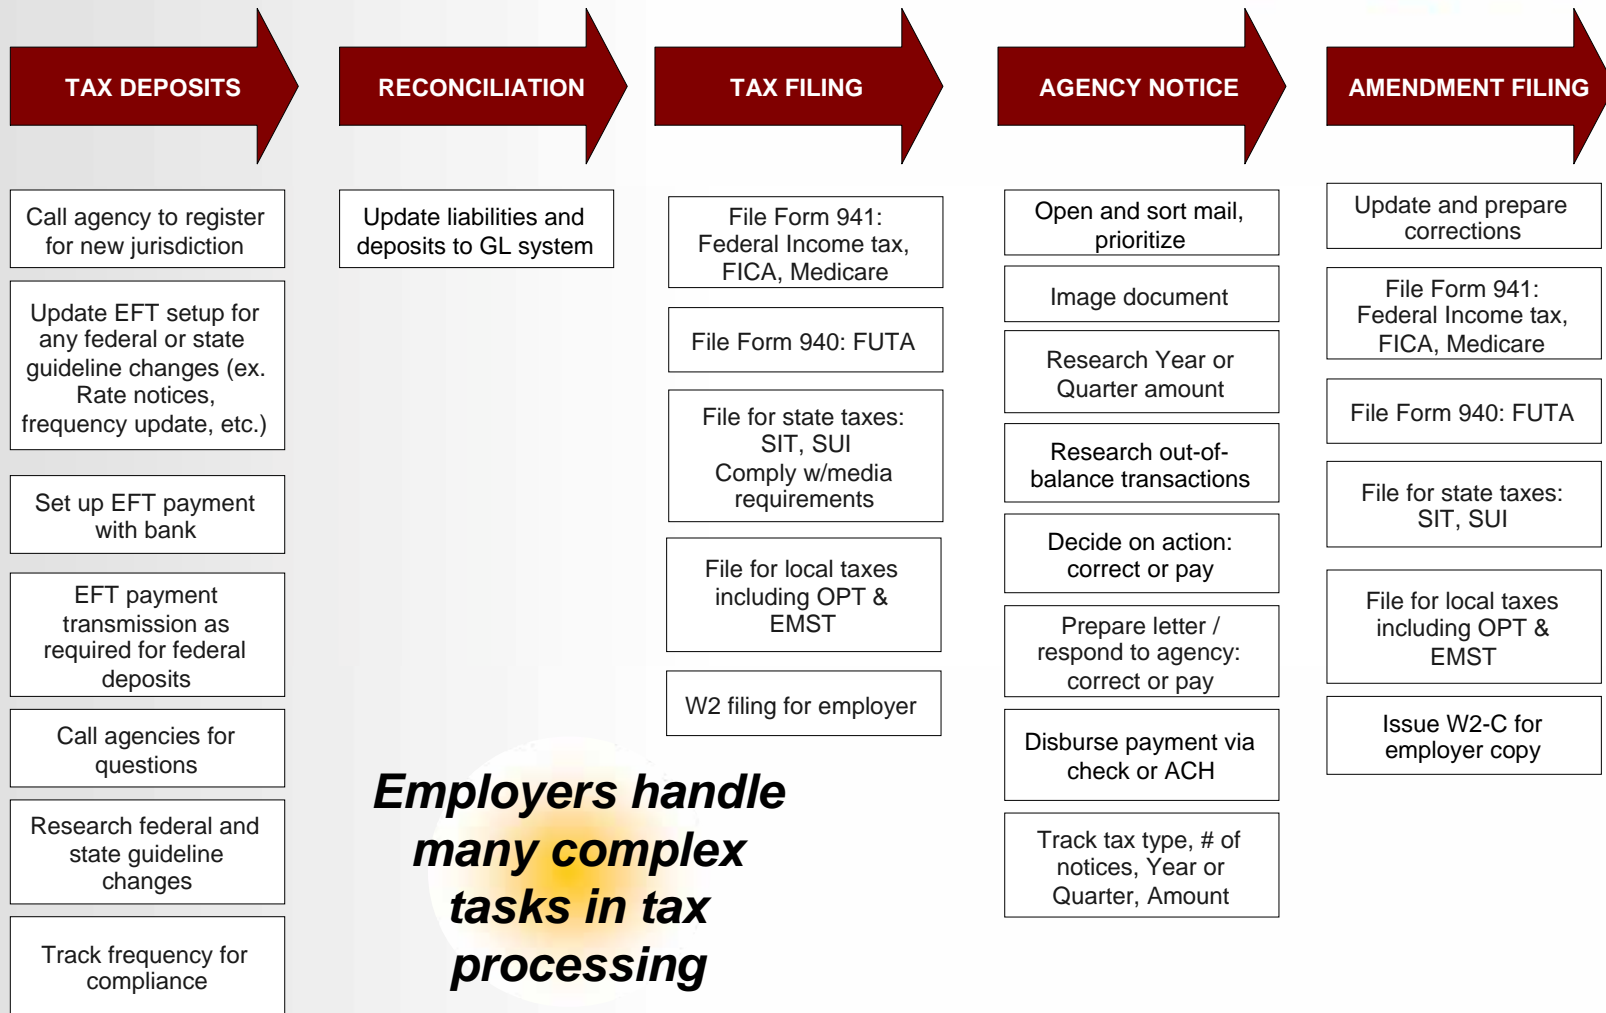 TAX DEPOSITS
RECONCILIATION
TAX FILING
AGENCY NOTICE
AMENDMENT FILING
Call agency to register
for new jurisdiction
Update EFT setup for
any federal or state
guideline changes (ex.
Rate notices,
frequency update, etc.)
Set up EFT payment
with bank
EFT payment
transmission as
required for federal
deposits
Call agencies for
questions
Research federal and
state guideline
changes
Track frequency for
compliance
Update liabilities and
deposits to GL system
File Form 941:
Federal Income tax,
FICA, Medicare
File Form 940: FUTA
File for state taxes:
SIT, SUI
Comply w/media
requirements
File for local taxes
including OPT &
EMST
W2 filing for employer
Open and sort mail,
prioritize
Image document
Research Year or
Quarter amount
Research out-of-
balance transactions
Decide on action:
correct or pay
Prepare letter /
respond to agency:
correct or pay
Disburse payment via
check or ACH
Track tax type, # of
notices, Year or
Quarter, Amount
Update and prepare
corrections
File Form 941:
Federal Income tax,
FICA, Medicare
File Form 940: FUTA
File for state taxes:
SIT, SUI
File for local taxes
including OPT &
EMST
Issue W2-C for
employer copy
Employers handle
many complex
tasks in tax
processing